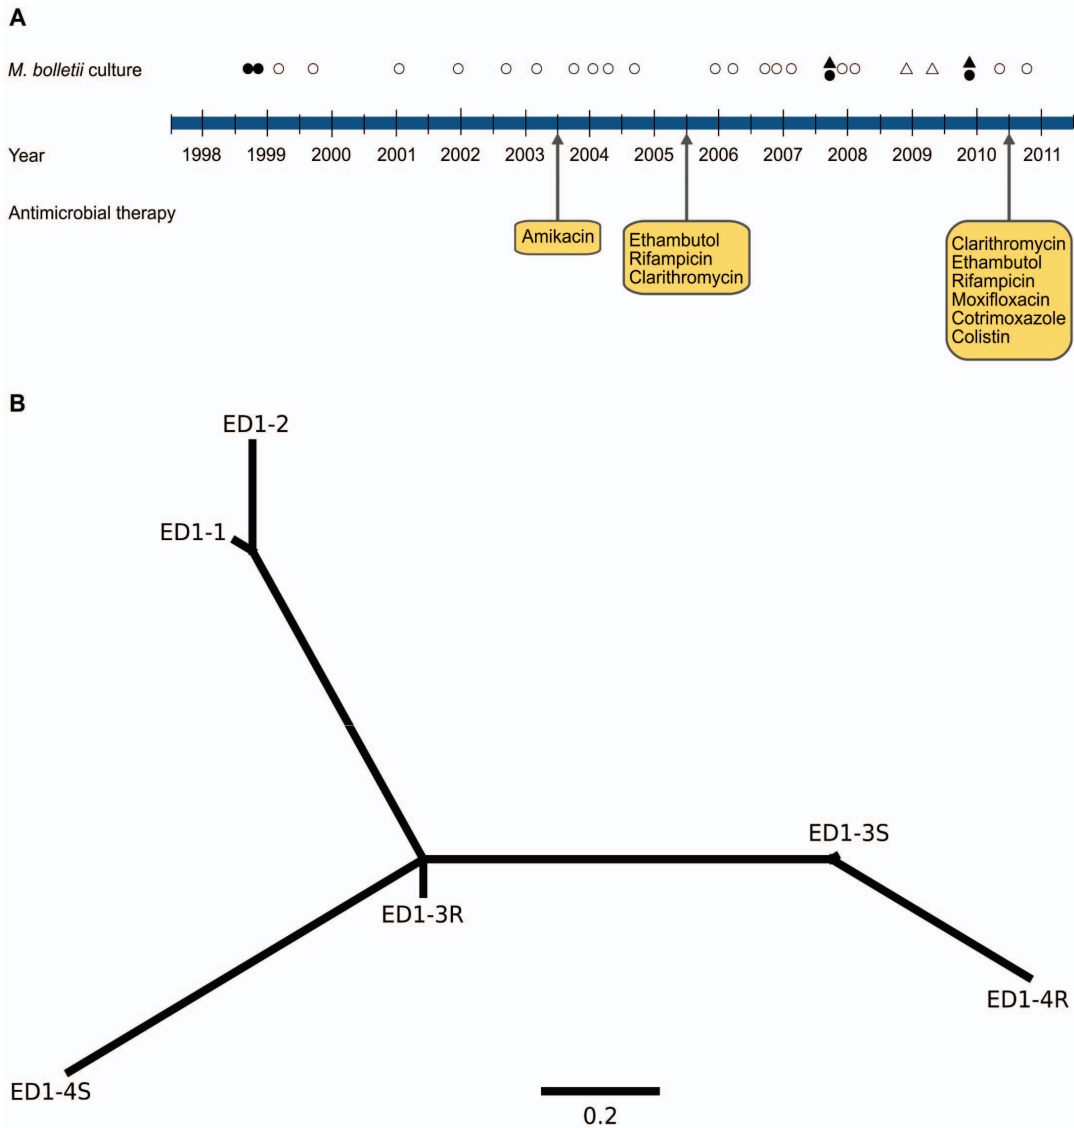 A
M. bolletii culture
Year
1998 1999 2000 2001 2002 2003 2004 2005 2006 2007 2008 2009 2010 2011
Antimicrobial therapy
Amikacin
Ethambutol
Rifampicin
Clarithromycin
Clarithromycin
Ethambutol
Rifampicin
Moxifloxacin
Cotrimoxazole
Colistin
B
ED1-2
ED1-1
ED1-3S
ED1-3R
ED1-4R
ED1-4S
0.2